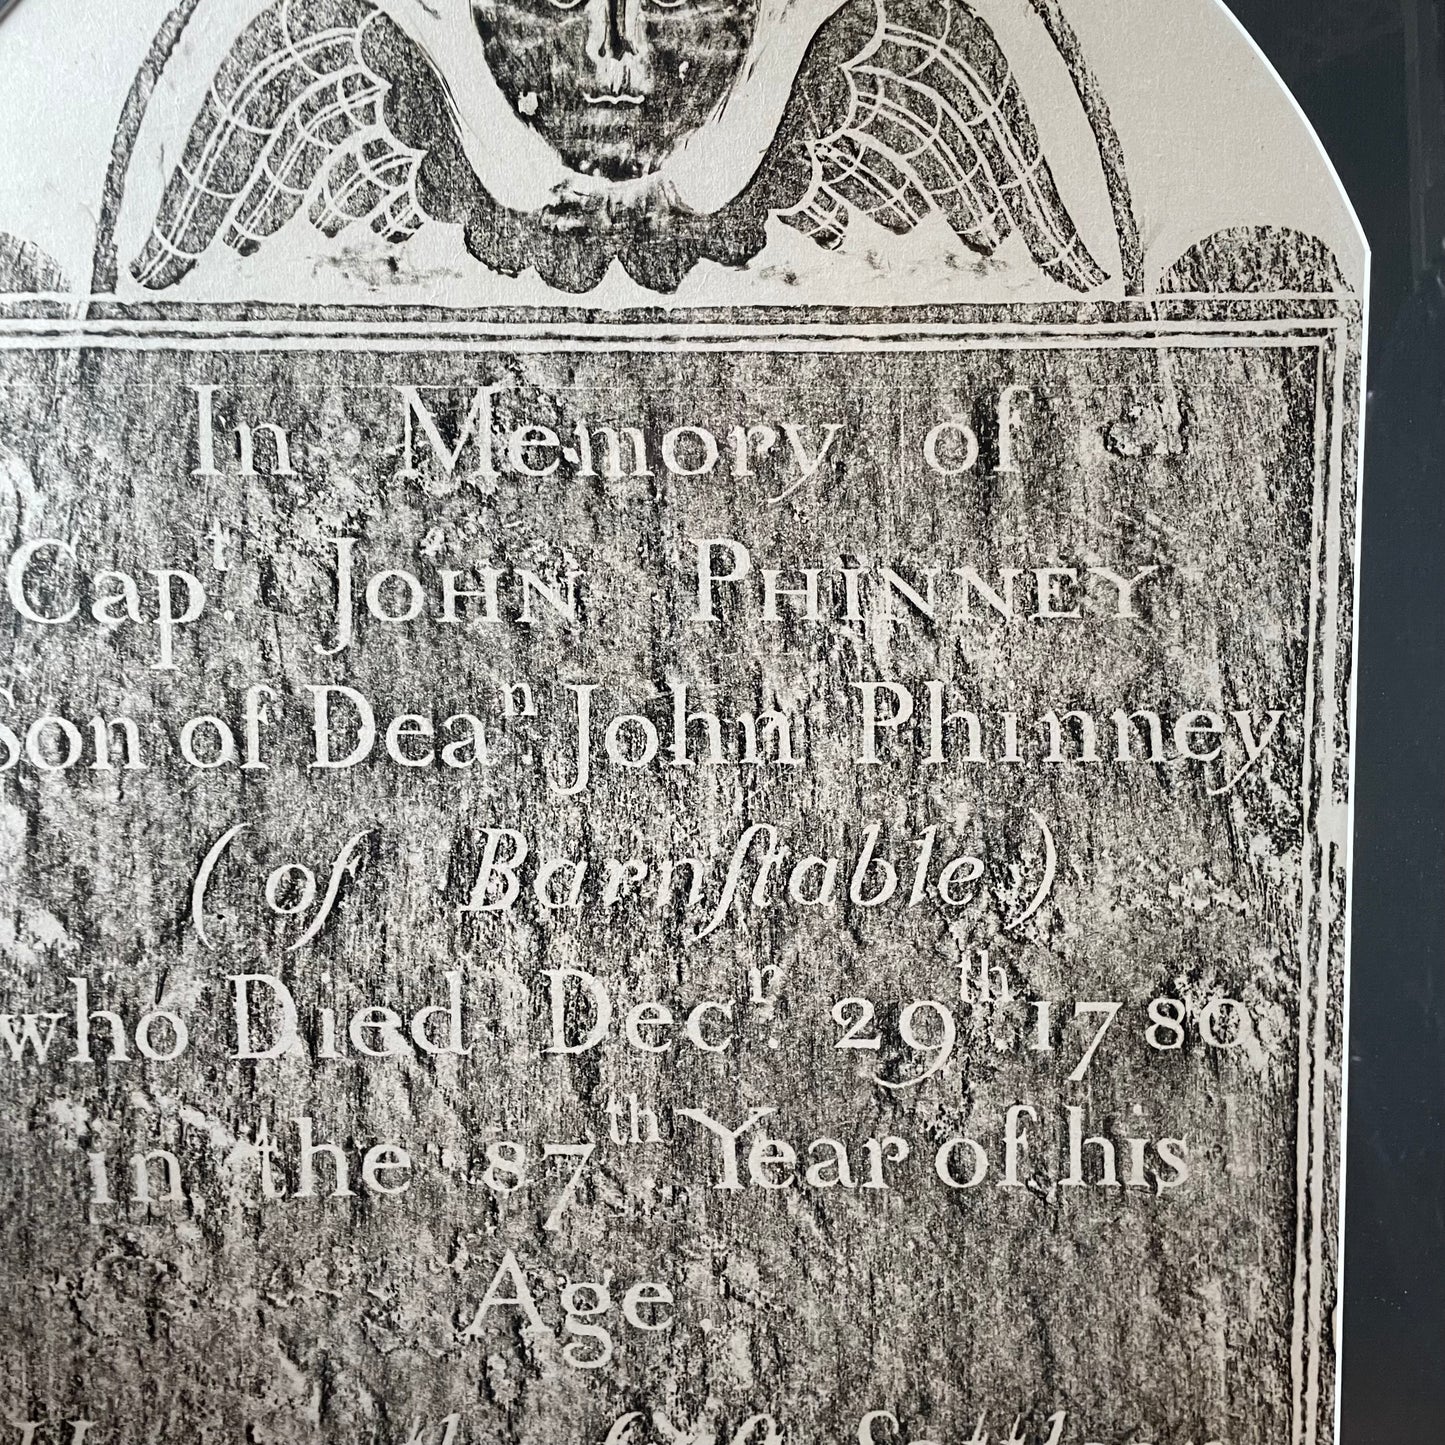 In Memory of
Capᵗ. JOHN PHINNEY
Son of Deaⁿ. John Phinney
(of Barnſtable)
who Died Decʳ. 29ᵗʰ. 1780
in the 87ᵗʰ Year of his
Age.